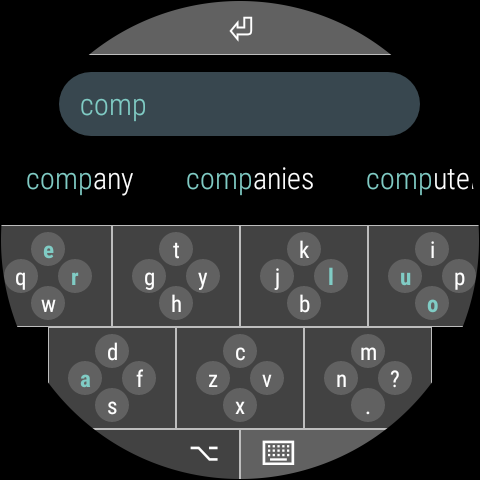 comp
company companies compute
e t k i
q r g y j l u p
w h b o
d c m
a f z v n ?
s x .